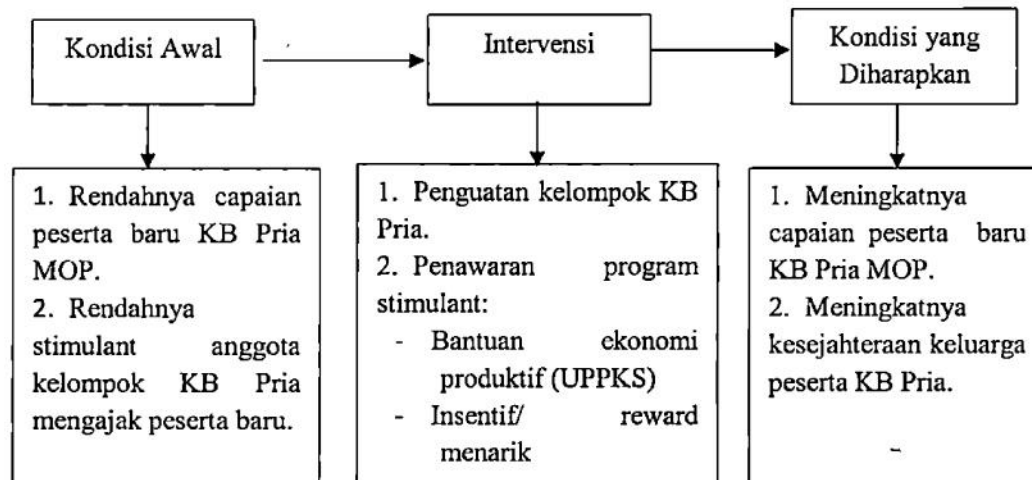 Kondisi Awal
Intervensi
Kondisi yang
Diharapkan
1. Rendahnya capaian
peserta baru KB Pria
MOP.
2. Rendahnya
stimulant anggota
kelompok KB Pria
mengajak peserta baru.
1. Penguatan kelompok KB
Pria.
2. Penawaran program
stimulant:
- Bantuan ekonomi
produktif (UPPKS)
- Insentif/ reward
menarik
1. Meningkatnya
capaian peserta baru
KB Pria MOP.
2. Meningkatnya
kesejahteraan keluarga
peserta KB Pria.
-